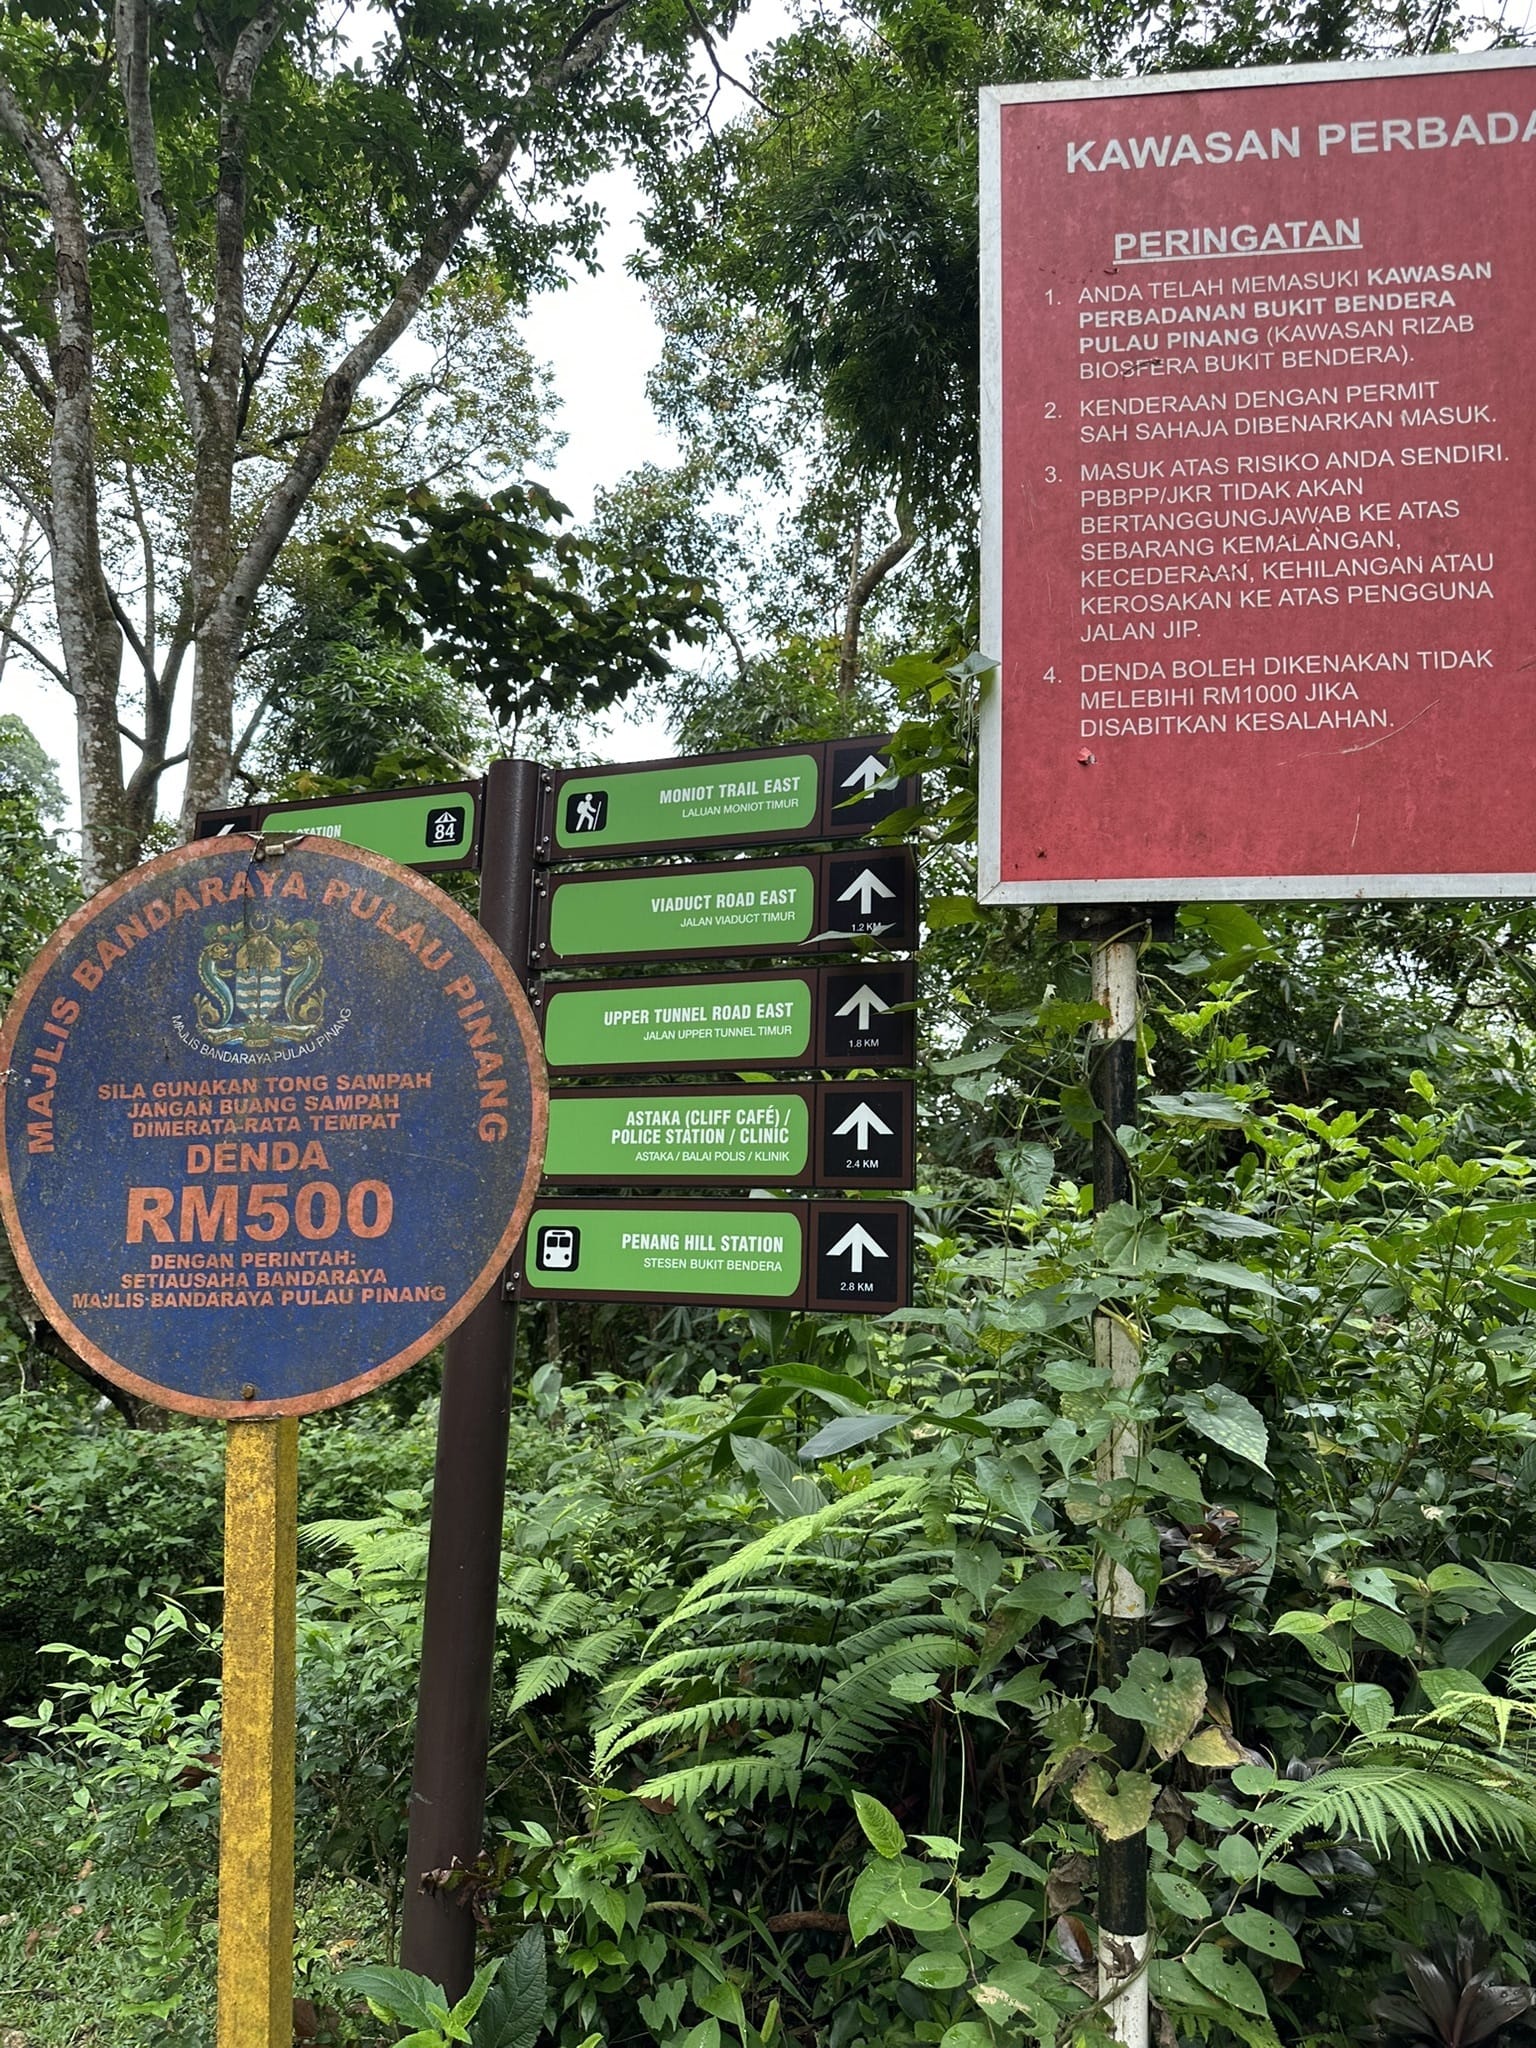 MAJLIS BANDARAYA PULAU PINANG
MAJLIS BANDARAYA PULAU PINANG
SILA GUNAKAN TONG SAMPAH
JANGAN BUANG SAMPAH
DIMERATA-RATA TEMPAT
DENDA
RM500
DENGAN PERINTAH:
SETIAUSAHA BANDARAYA
MAJLIS BANDARAYA PULAU PINANG
STATION
84
MONIOT TRAIL EAST
LALUAN MONIOT TIMUR
VIADUCT ROAD EAST
JALAN VIADUCT TIMUR
1.2 KM
UPPER TUNNEL ROAD EAST
JALAN UPPER TUNNEL TIMUR
1.8 KM
ASTAKA (CLIFF CAFÉ) /
POLICE STATION / CLINIC
ASTAKA / BALAI POLIS / KLINIK
2.4 KM
PENANG HILL STATION
STESEN BUKIT BENDERA
2.8 KM
KAWASAN PERBADA
PERINGATAN
1. ANDA TELAH MEMASUKI KAWASAN
PERBADANAN BUKIT BENDERA
PULAU PINANG (KAWASAN RIZAB
BIOSFERA BUKIT BENDERA).
2. KENDERAAN DENGAN PERMIT
SAH SAHAJA DIBENARKAN MASUK.
3. MASUK ATAS RISIKO ANDA SENDIRI.
PBBPP/JKR TIDAK AKAN
BERTANGGUNGJAWAB KE ATAS
SEBARANG KEMALANGAN,
KECEDERAAN, KEHILANGAN ATAU
KEROSAKAN KE ATAS PENGGUNA
JALAN JIP.
4. DENDA BOLEH DIKENAKAN TIDAK
MELEBIHI RM1000 JIKA
DISABITKAN KESALAHAN.